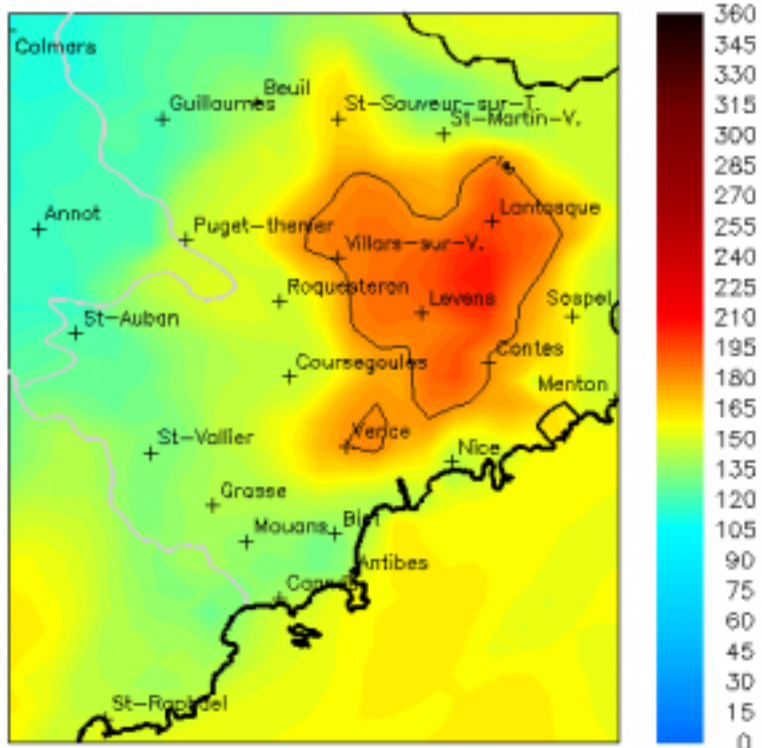 Colmars
Beuil
Guillaumes
St-Sauveur-sur-T.
St-Martin-V.
Annot
Lantosque
Puget-thenier
Villars-sur-V.
Roquesteron
Levens
Sospel
St-Auban
Contes
Coursegoules
Menton
Vence
St-Vallier
Nice
Grasse
Mouans
Biot
Antibes
St-Raphael
360
345
330
315
300
285
270
255
240
225
210
195
180
165
150
135
120
105
90
75
60
45
30
15
0